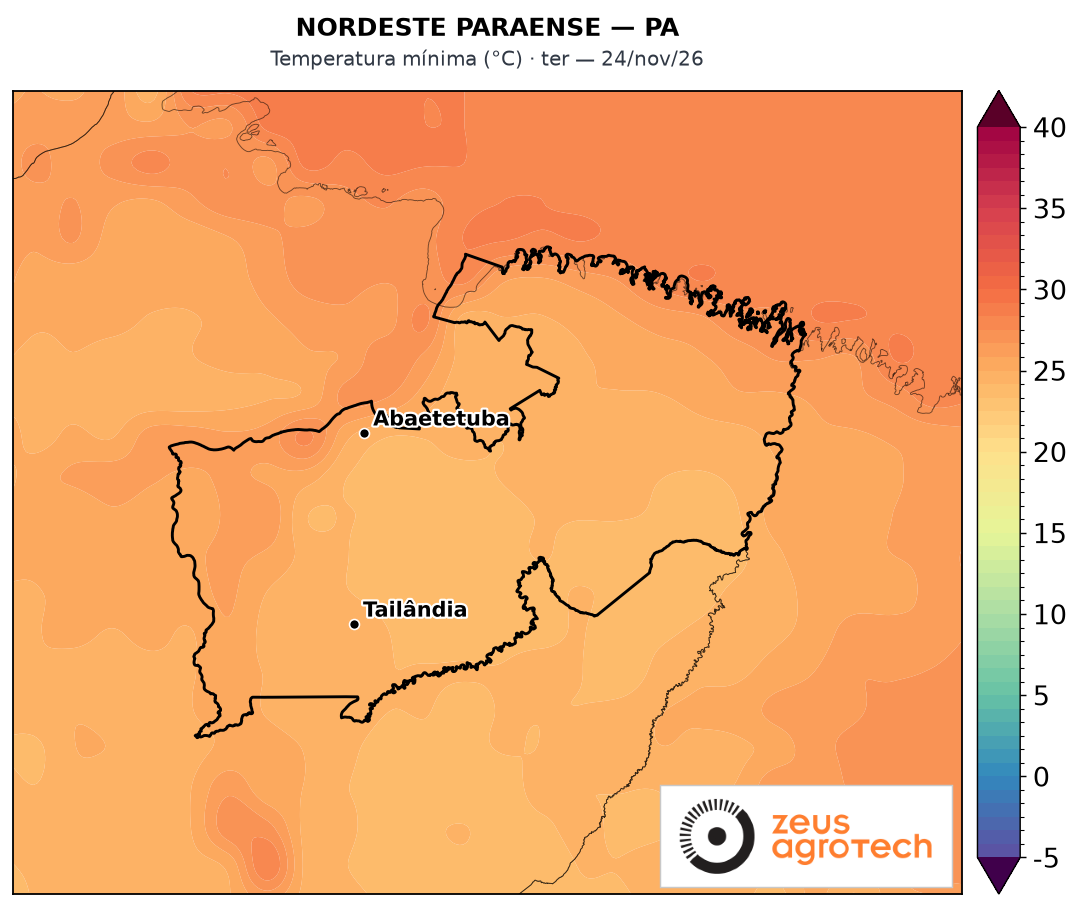 NORDESTE PARAENSE — PA
Temperatura mínima (°C) · ter — 24/nov/26
40
35
30
25
20
15
10
5
0
-5
Abaetetuba
Tailândia
zeus
agrotech